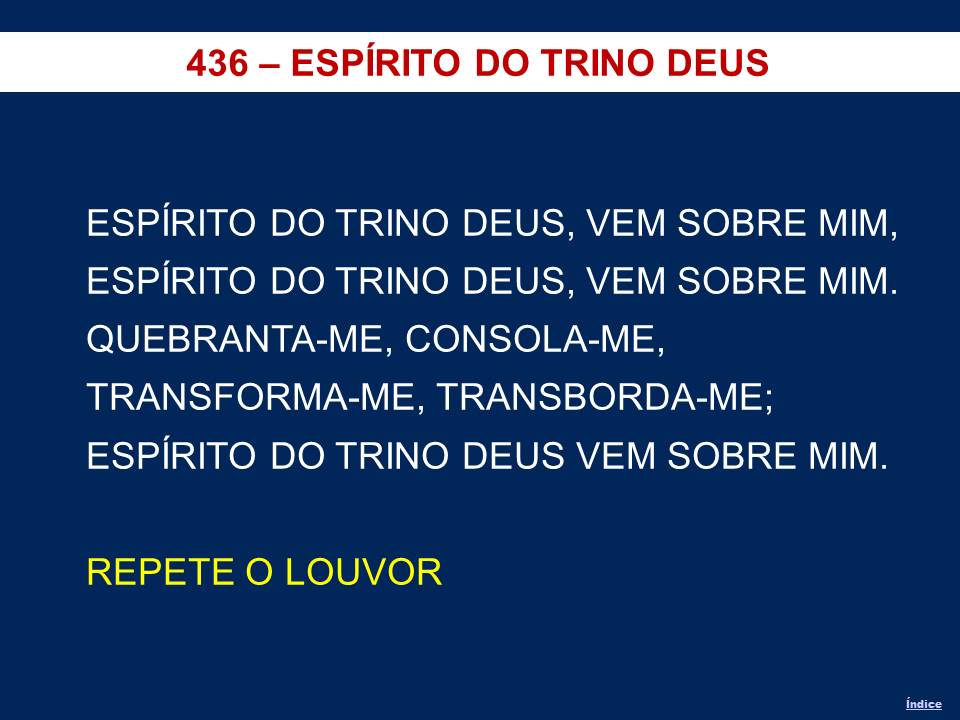 436 – ESPÍRITO DO TRINO DEUS
ESPÍRITO DO TRINO DEUS, VEM SOBRE MIM,
ESPÍRITO DO TRINO DEUS, VEM SOBRE MIM.
QUEBRANTA-ME, CONSOLA-ME,
TRANSFORMA-ME, TRANSBORDA-ME;
ESPÍRITO DO TRINO DEUS VEM SOBRE MIM.
REPETE O LOUVOR
Índice